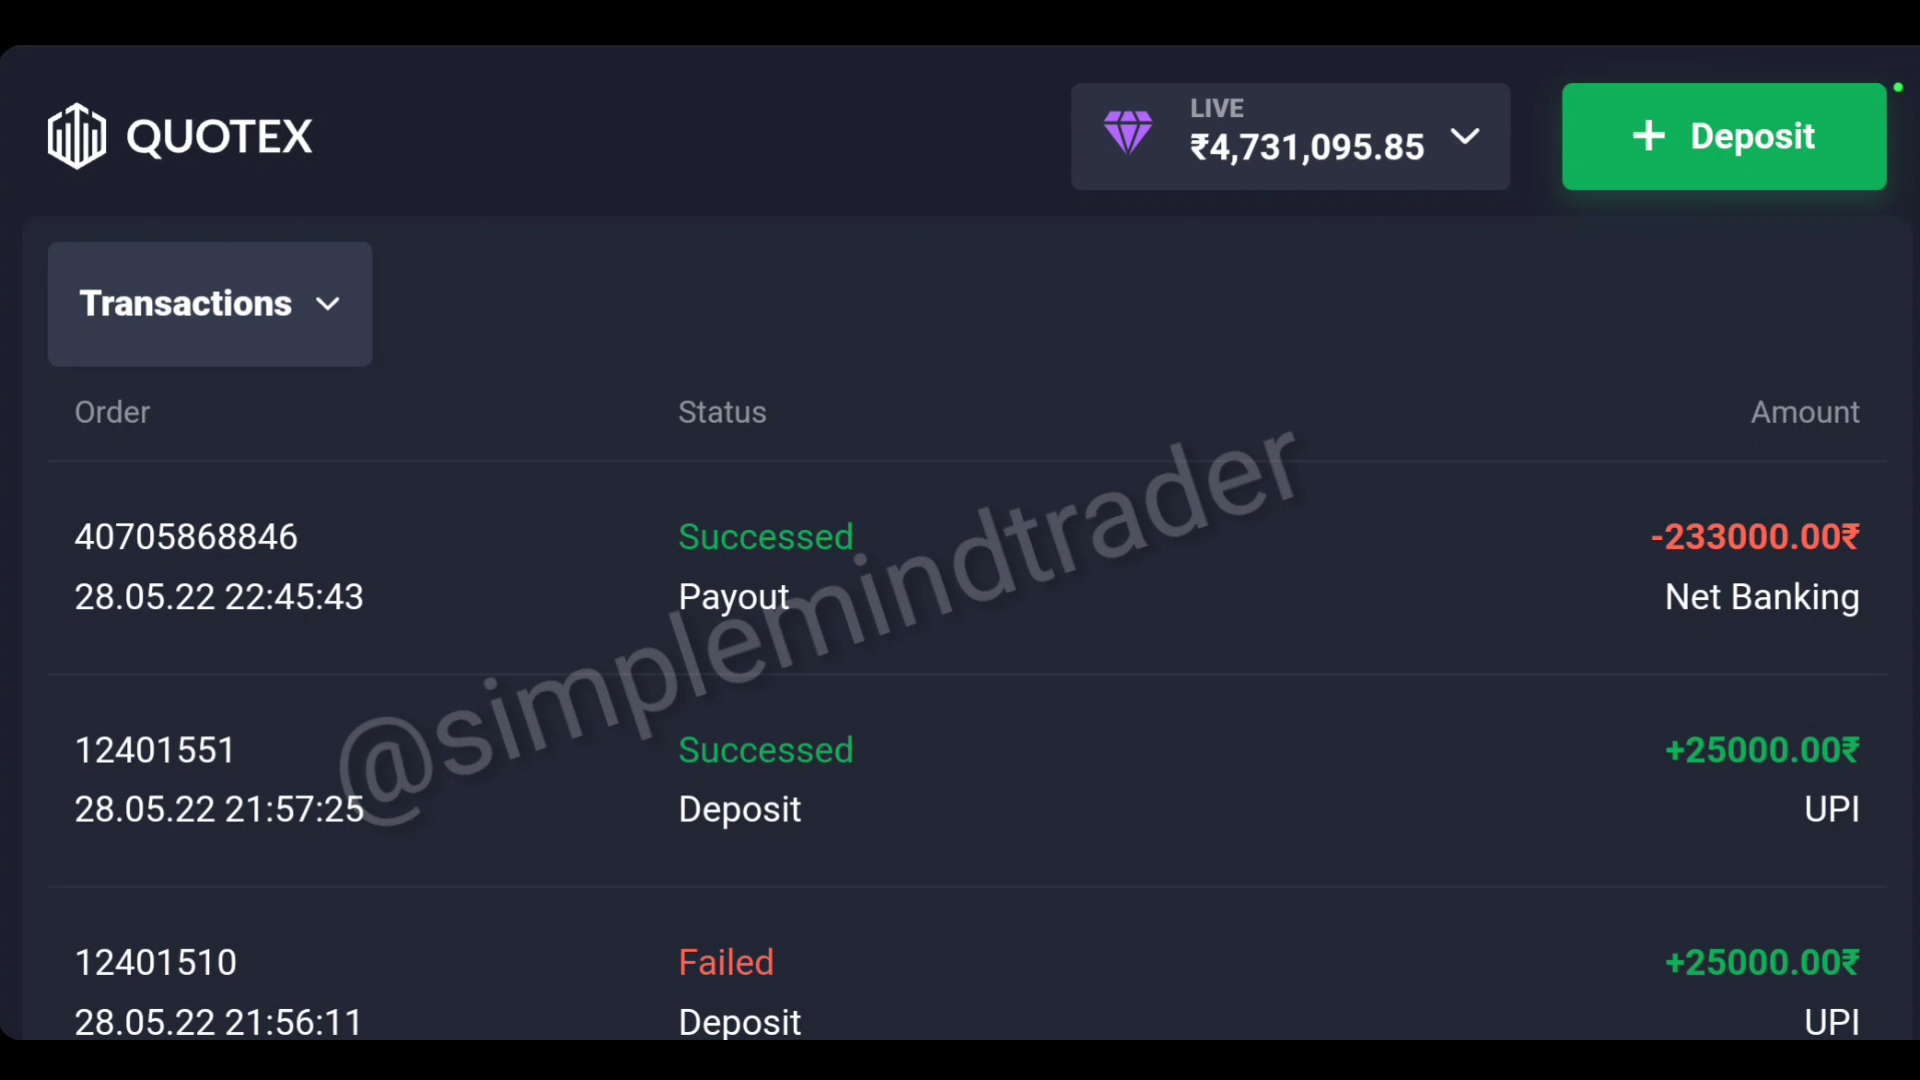 QUOTEX
LIVE
₹4,731,095.85
+ Deposit
Transactions
Order Status Amount
40705868846 Successed -233000.00₹
28.05.22 22:45:43 Payout Net Banking
@simplemindtrader
12401551 Successed +25000.00₹
28.05.22 21:57:25 Deposit UPI
12401510 Failed +25000.00₹
28.05.22 21:56:11 Deposit UPI